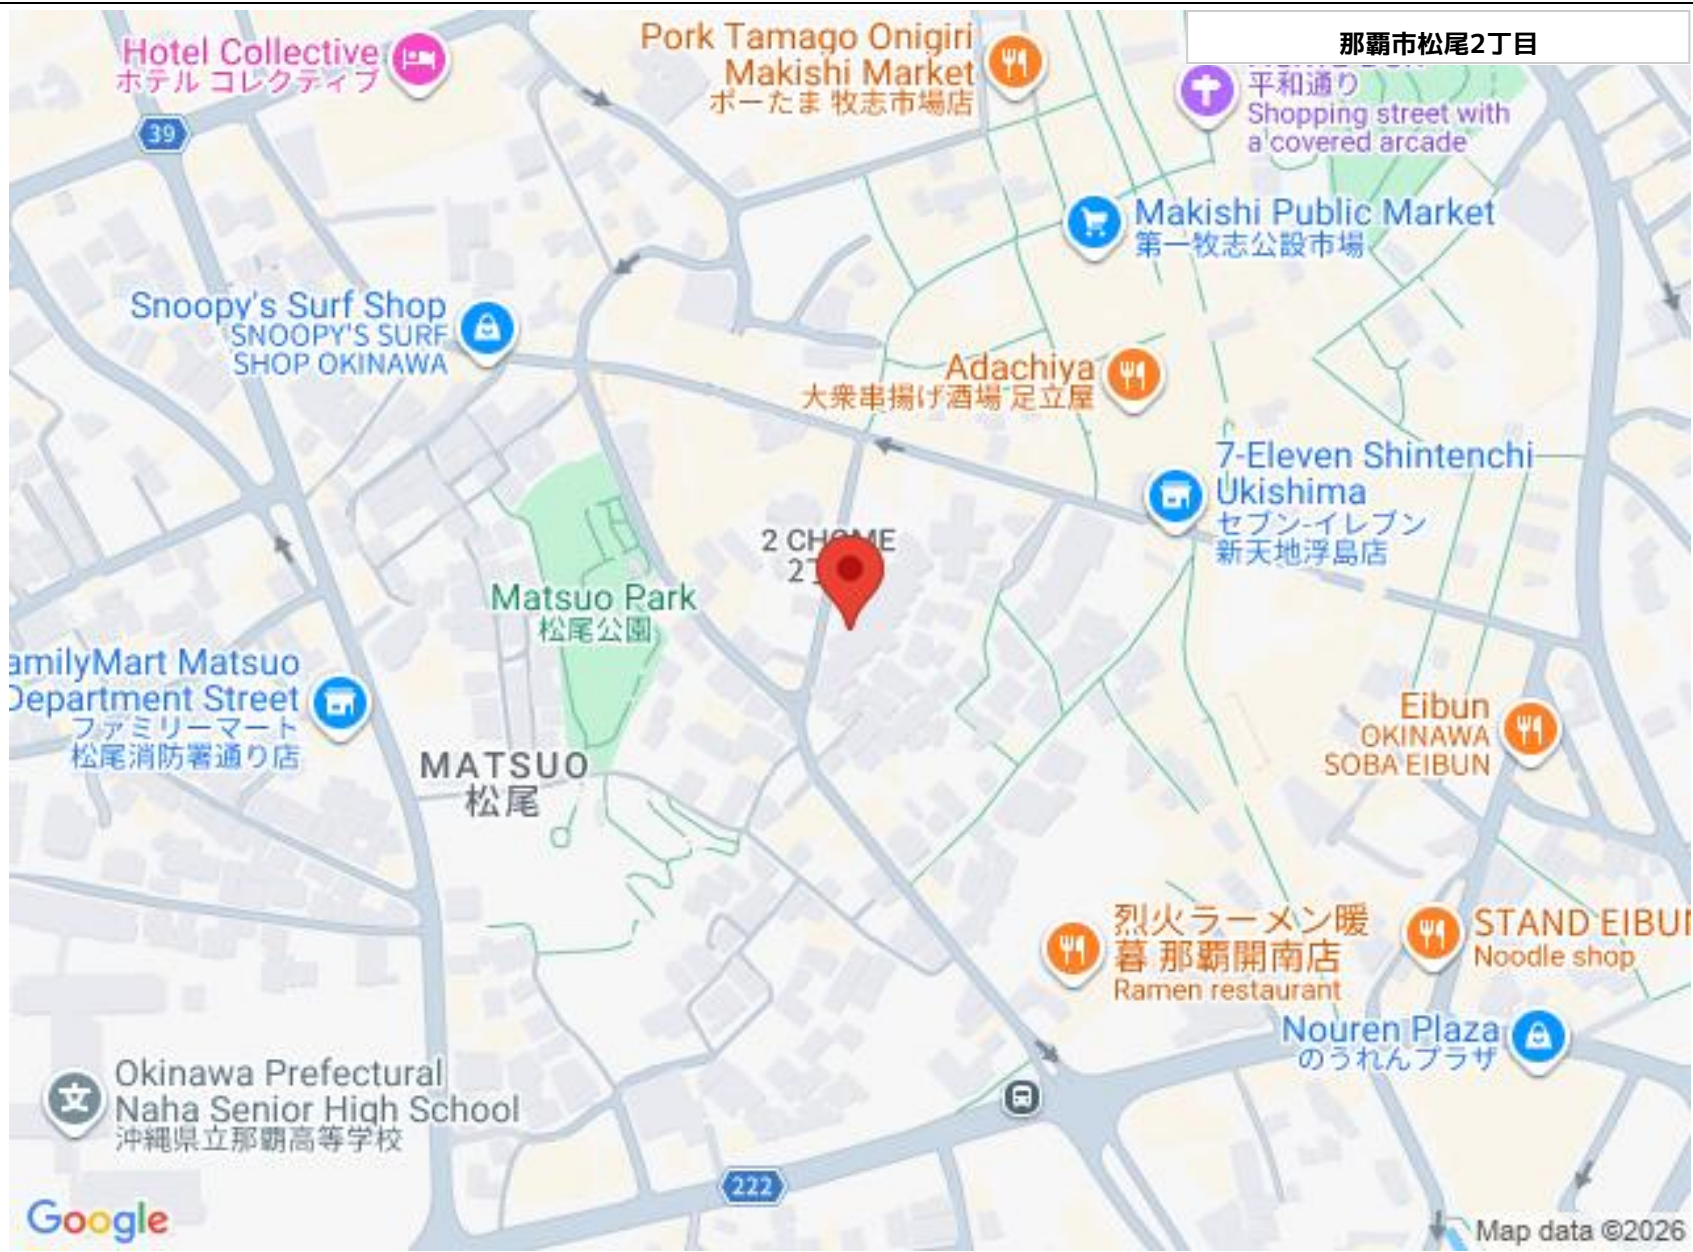 那覇市松尾2丁目
Hotel Collective
ホテル コレクティブ
39
Pork Tamago Onigiri
Makishi Market
ポーたま 牧志市場店
平和通り
Shopping street with
a covered arcade
Makishi Public Market
第一牧志公設市場
Snoopy's Surf Shop
SNOOPY'S SURF
SHOP OKINAWA
Adachiya
大衆串揚げ酒場 足立屋
7-Eleven Shintenchi
Ukishima
セブン-イレブン
新天地浮島店
2 CHOME
Matsuo Park
松尾公園
amilyMart Matsuo
Department Street
ファミリーマート
松尾消防署通り店
MATSUO
松尾
Eibun
OKINAWA
SOBA EIBUN
烈火ラーメン暖
暮 那覇開南店
Ramen restaurant
STAND EIBUN
Noodle shop
Nouren Plaza
のうれんプラザ
Okinawa Prefectural
Naha Senior High School
沖縄県立那覇高等学校
222
Google
Map data ©2026